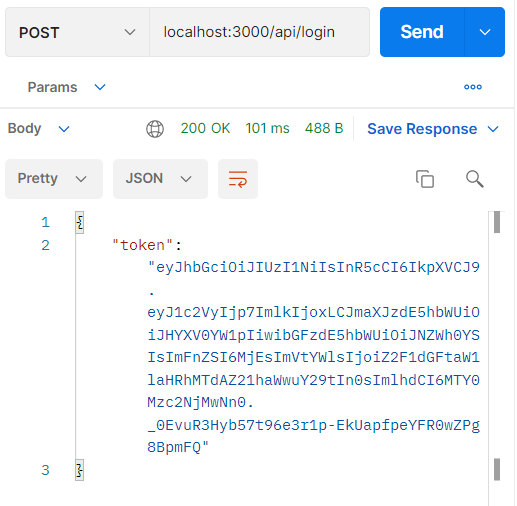 POST localhost:3000/api/login Send
Params
Body 200 OK 101 ms 488 B Save Response
Pretty JSON
1 {
2 "token":
"eyJhbGciOiJIUzI1NiIsInR5cCI6IkpXVCJ9
.
eyJ1c2VyIjp7ImlkIjoxLCJmaXJzdE5hbWUiO
iJHYXV0YW1pIiwibGFzdE5hbWUiOiJNZWh0YS
IsImFnZSI6MjEsImVtYWlsIjoiZ2F1dGFtaW1
laHRhMTdAZ21haWwuY29tIn0sImlhdCI6MTY0
Mzc2NjMwNn0.
_0EvuR3Hyb57t96e3r1p-EkUapfpeYFR0wZPg
8BpmFQ"
3 }